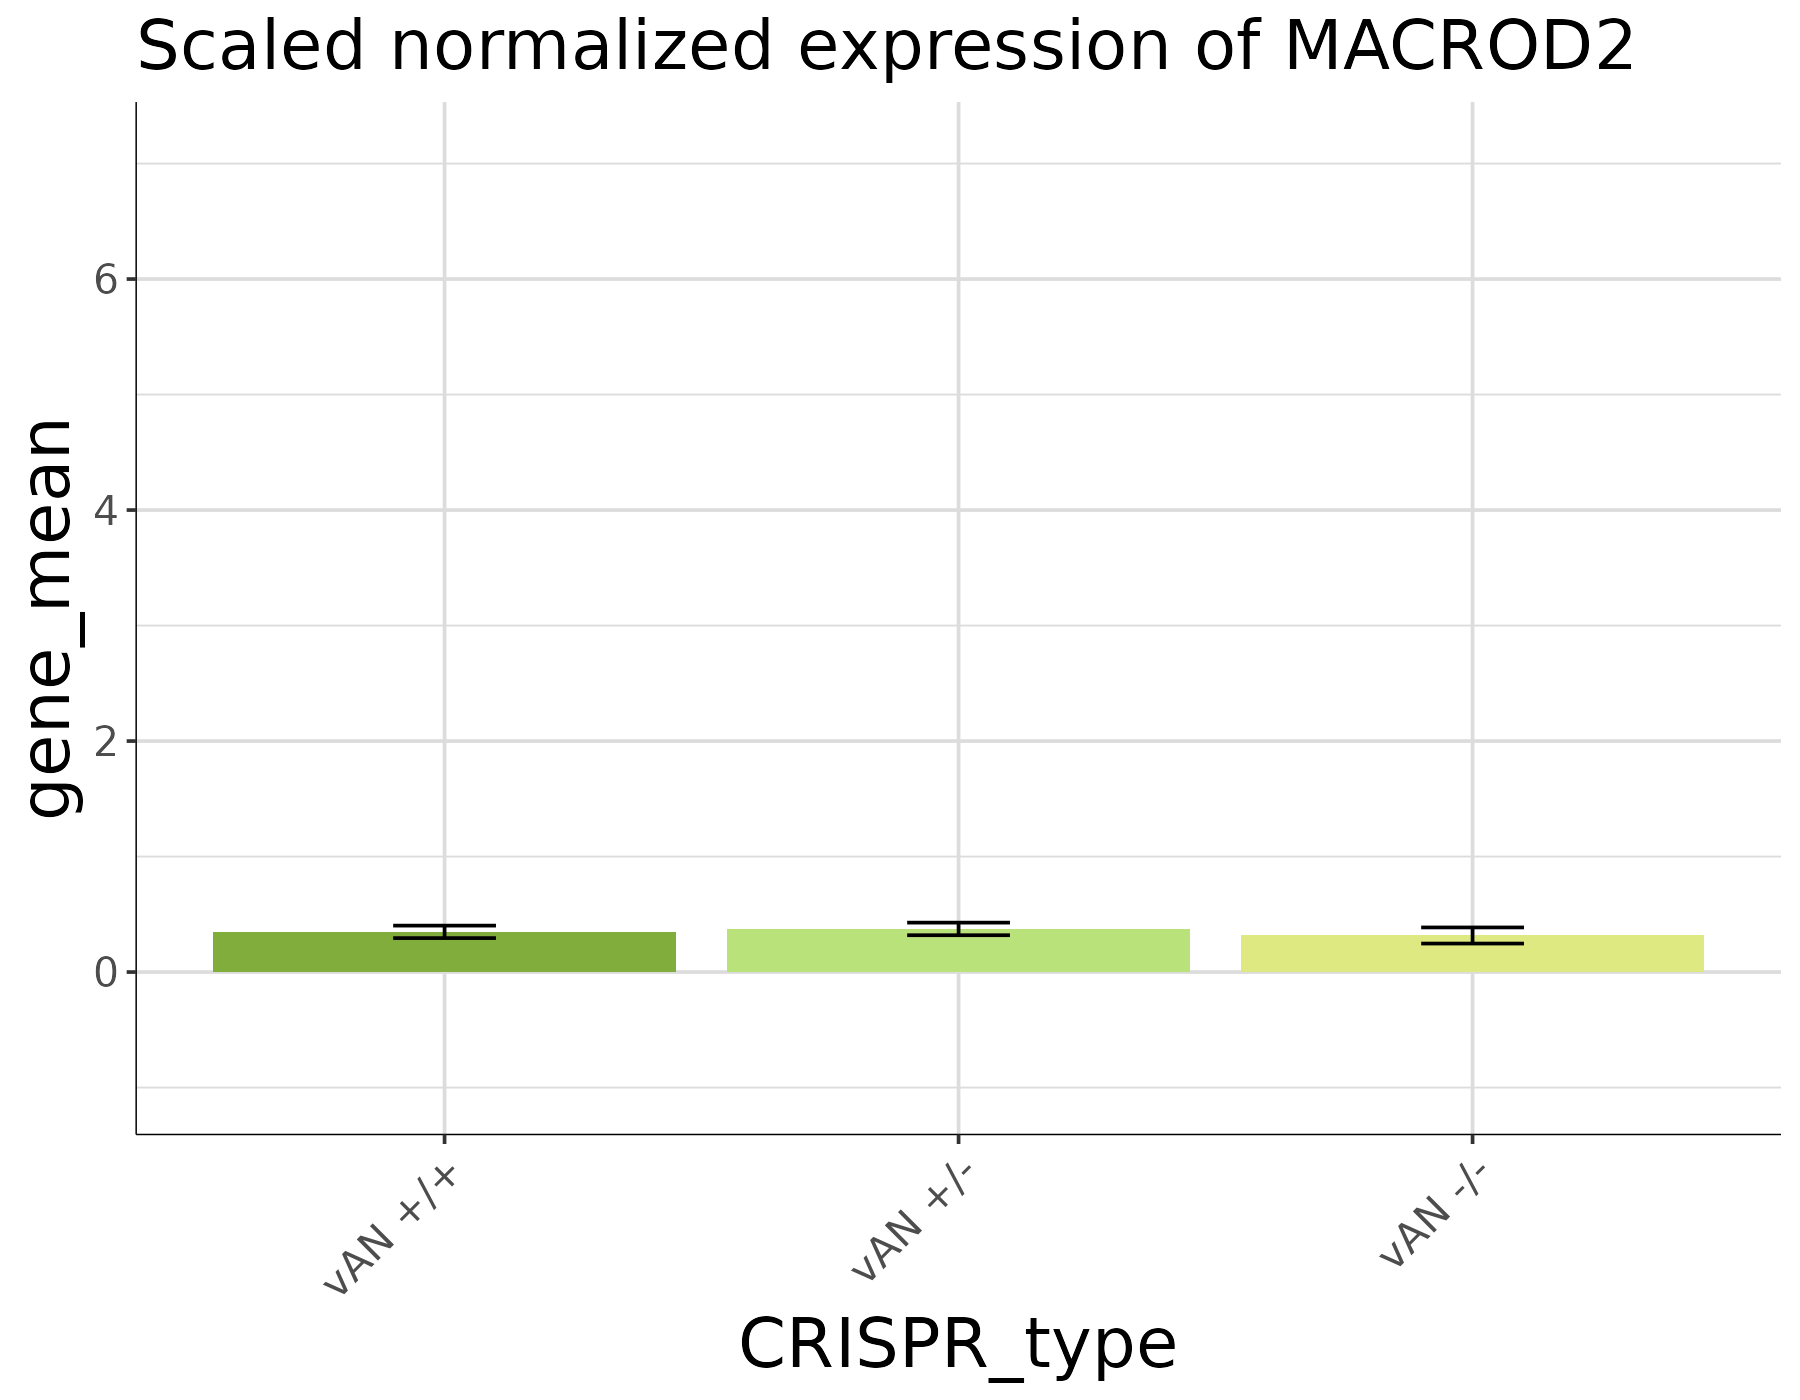 Scaled normalized expression of MACROD2
gene_mean
6
4
2
0
vAN +/+
vAN +/-
vAN -/-
CRISPR_type